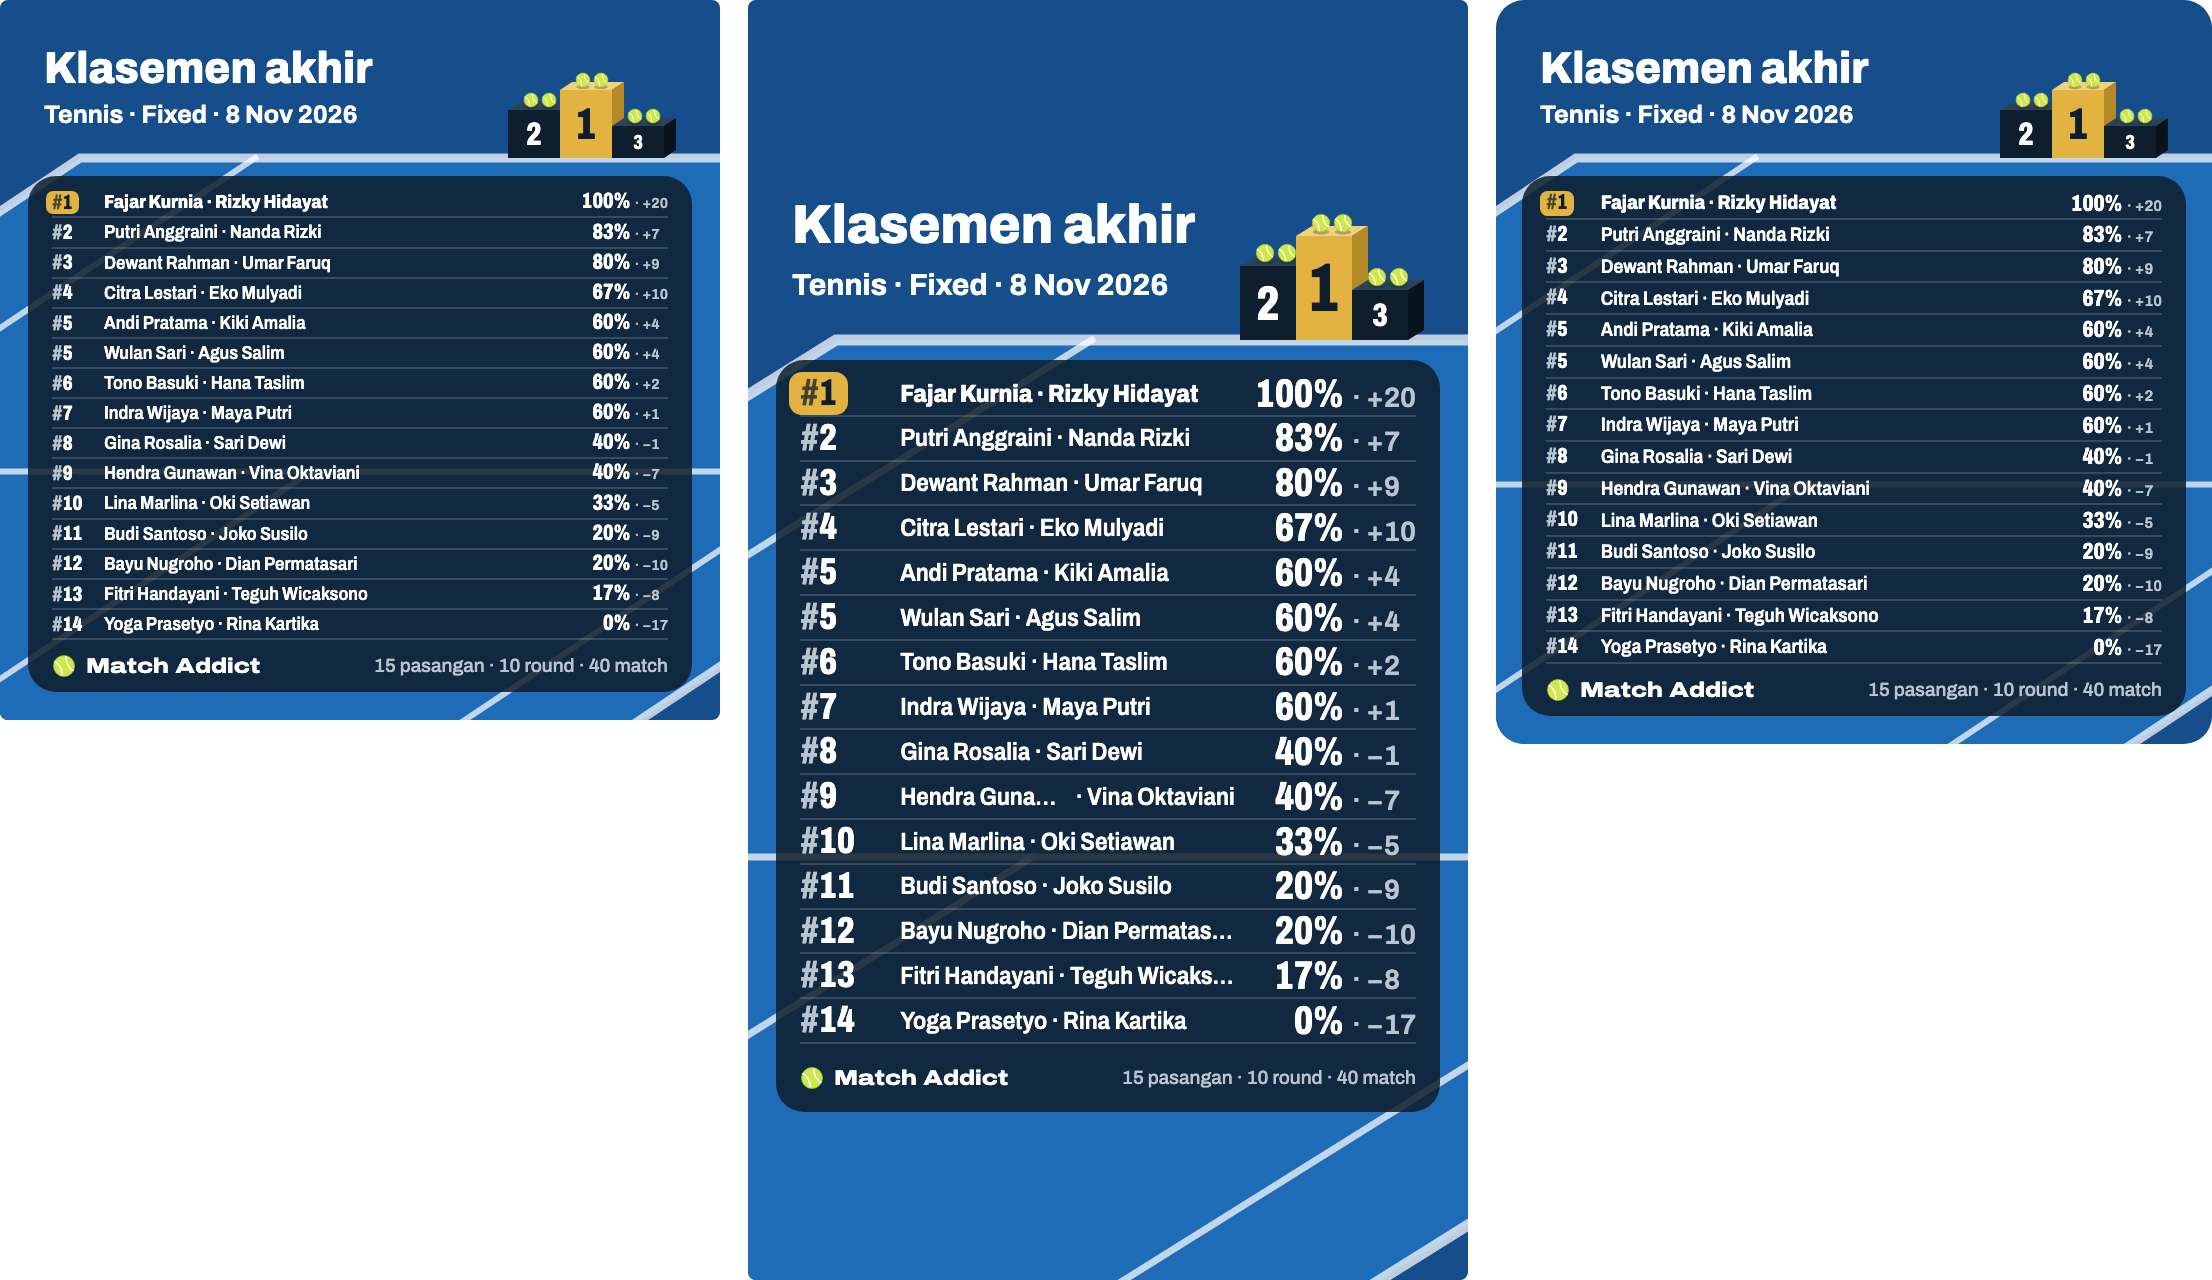 Klasemen akhir
Tennis · Fixed · 8 Nov 2026
2 1 3
#1 Fajar Kurnia · Rizky Hidayat 100% · +20
#2 Putri Anggraini · Nanda Rizki 83% · +7
#3 Dewant Rahman · Umar Faruq 80% · +9
#4 Citra Lestari · Eko Mulyadi 67% · +10
#5 Andi Pratama · Kiki Amalia 60% · +4
#5 Wulan Sari · Agus Salim 60% · +4
#6 Tono Basuki · Hana Taslim 60% · +2
#7 Indra Wijaya · Maya Putri 60% · +1
#8 Gina Rosalia · Sari Dewi 40% · −1
#9 Hendra Gunawan · Vina Oktaviani 40% · −7
#10 Lina Marlina · Oki Setiawan 33% · −5
#11 Budi Santoso · Joko Susilo 20% · −9
#12 Bayu Nugroho · Dian Permatasari 20% · −10
#13 Fitri Handayani · Teguh Wicaksono 17% · −8
#14 Yoga Prasetyo · Rina Kartika 0% · −17
Match Addict 15 pasangan · 10 round · 40 match
Klasemen akhir
Tennis · Fixed · 8 Nov 2026
2 1 3
#1 Fajar Kurnia · Rizky Hidayat 100% · +20
#2 Putri Anggraini · Nanda Rizki 83% · +7
#3 Dewant Rahman · Umar Faruq 80% · +9
#4 Citra Lestari · Eko Mulyadi 67% · +10
#5 Andi Pratama · Kiki Amalia 60% · +4
#5 Wulan Sari · Agus Salim 60% · +4
#6 Tono Basuki · Hana Taslim 60% · +2
#7 Indra Wijaya · Maya Putri 60% · +1
#8 Gina Rosalia · Sari Dewi 40% · −1
#9 Hendra Guna... · Vina Oktaviani 40% · −7
#10 Lina Marlina · Oki Setiawan 33% · −5
#11 Budi Santoso · Joko Susilo 20% · −9
#12 Bayu Nugroho · Dian Permatas... 20% · −10
#13 Fitri Handayani · Teguh Wicaks... 17% · −8
#14 Yoga Prasetyo · Rina Kartika 0% · −17
Match Addict 15 pasangan · 10 round · 40 match
Klasemen akhir
Tennis · Fixed · 8 Nov 2026
2 1 3
#1 Fajar Kurnia · Rizky Hidayat 100% · +20
#2 Putri Anggraini · Nanda Rizki 83% · +7
#3 Dewant Rahman · Umar Faruq 80% · +9
#4 Citra Lestari · Eko Mulyadi 67% · +10
#5 Andi Pratama · Kiki Amalia 60% · +4
#5 Wulan Sari · Agus Salim 60% · +4
#6 Tono Basuki · Hana Taslim 60% · +2
#7 Indra Wijaya · Maya Putri 60% · +1
#8 Gina Rosalia · Sari Dewi 40% · −1
#9 Hendra Gunawan · Vina Oktaviani 40% · −7
#10 Lina Marlina · Oki Setiawan 33% · −5
#11 Budi Santoso · Joko Susilo 20% · −9
#12 Bayu Nugroho · Dian Permatasari 20% · −10
#13 Fitri Handayani · Teguh Wicaksono 17% · −8
#14 Yoga Prasetyo · Rina Kartika 0% · −17
Match Addict 15 pasangan · 10 round · 40 match